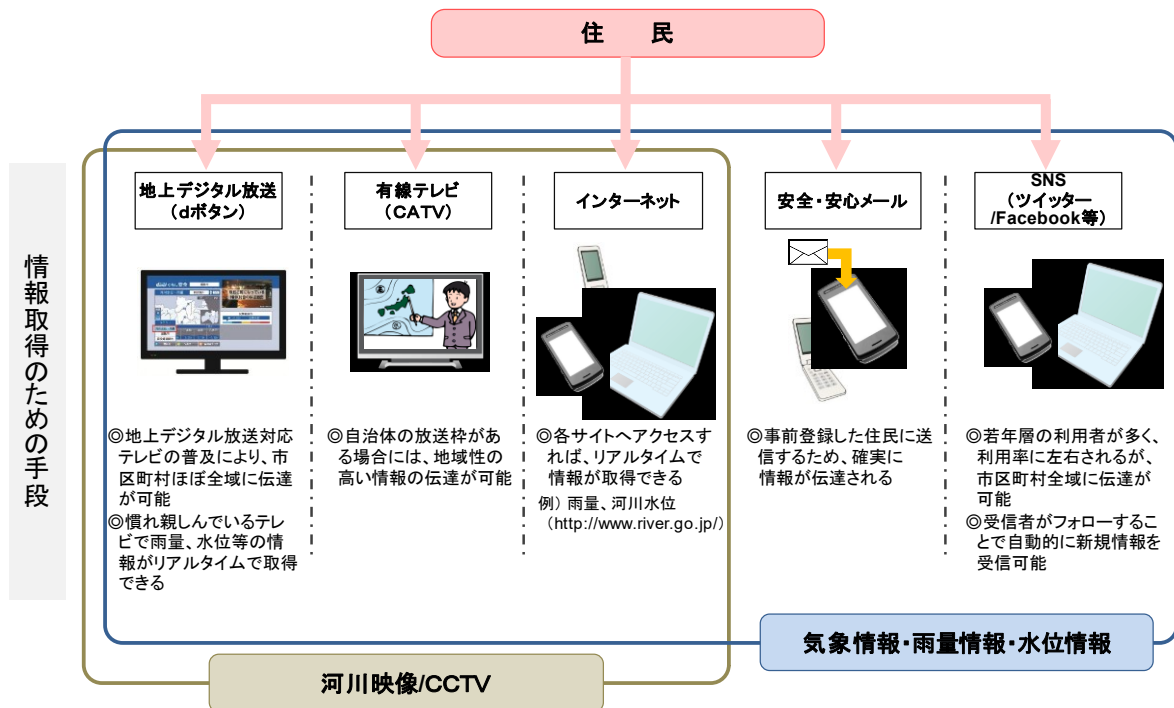 住　民
情報取得のための手段
地上デジタル放送
（dボタン）
有線テレビ
（CATV）
インターネット
安全・安心メール
SNS
（ツイッター
/Facebook等）
◎地上デジタル放送対応
テレビの普及により、市
区町村ほぼ全域に伝達
が可能
◎慣れ親しんでいるテレ
ビで雨量、水位等の情
報がリアルタイムで取得
できる
◎自治体の放送枠があ
る場合には、地域性の
高い情報の伝達が可能
◎各サイトへアクセスす
れば、リアルタイムで
情報が取得できる
例）雨量、河川水位
（http://www.river.go.jp/）
◎事前登録した住民に送
信するため、確実に
情報が伝達される
◎若年層の利用者が多く、
利用率に左右されるが、
市区町村全域に伝達が
可能
◎受信者がフォローするこ
とで自動的に新規情報を
受信可能
気象情報・雨量情報・水位情報
河川映像/CCTV